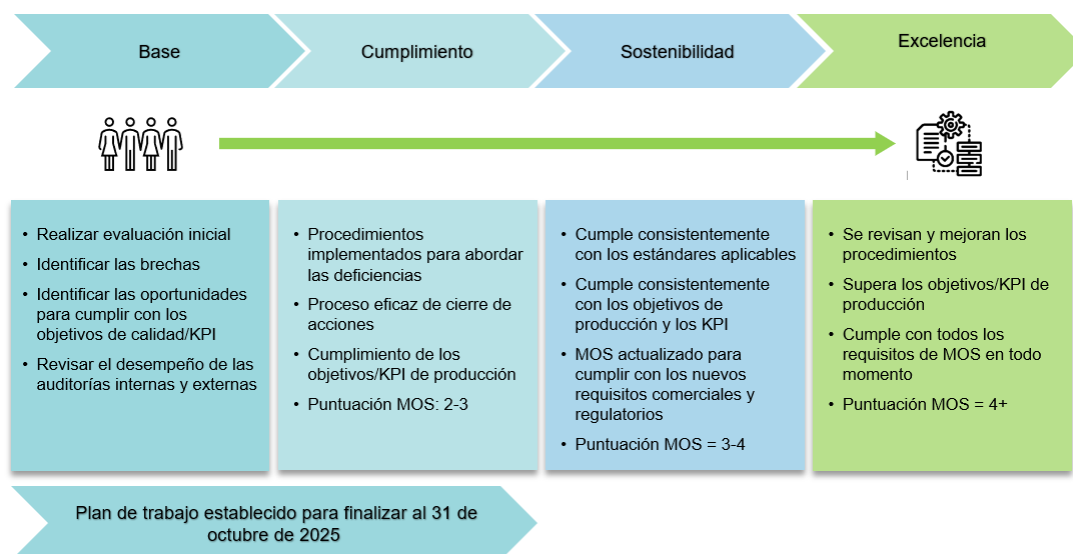 Base
Cumplimiento
Sostenibilidad
Excelencia
• Realizar evaluación inicial
• Identificar las brechas
• Identificar las oportunidades
para cumplir con los
objetivos de calidad/KPI
• Revisar el desempeño de las
auditorías internas y externas
• Procedimientos
implementados para abordar
las deficiencias
• Proceso eficaz de cierre de
acciones
• Cumplimiento de los
objetivos/KPI de producción
• Puntuación MOS: 2-3
• Cumple consistentemente
con los estándares aplicables
• Cumple consistentemente
con los objetivos de
producción y los KPI
• MOS actualizado para
cumplir con los nuevos
requisitos comerciales y
regulatorios
• Puntuación MOS = 3-4
• Se revisan y mejoran los
procedimientos
• Supera los objetivos/KPI de
producción
• Cumple con todos los
requisitos de MOS en todo
momento
• Puntuación MOS = 4+
Plan de trabajo establecido para finalizar al 31 de
octubre de 2025